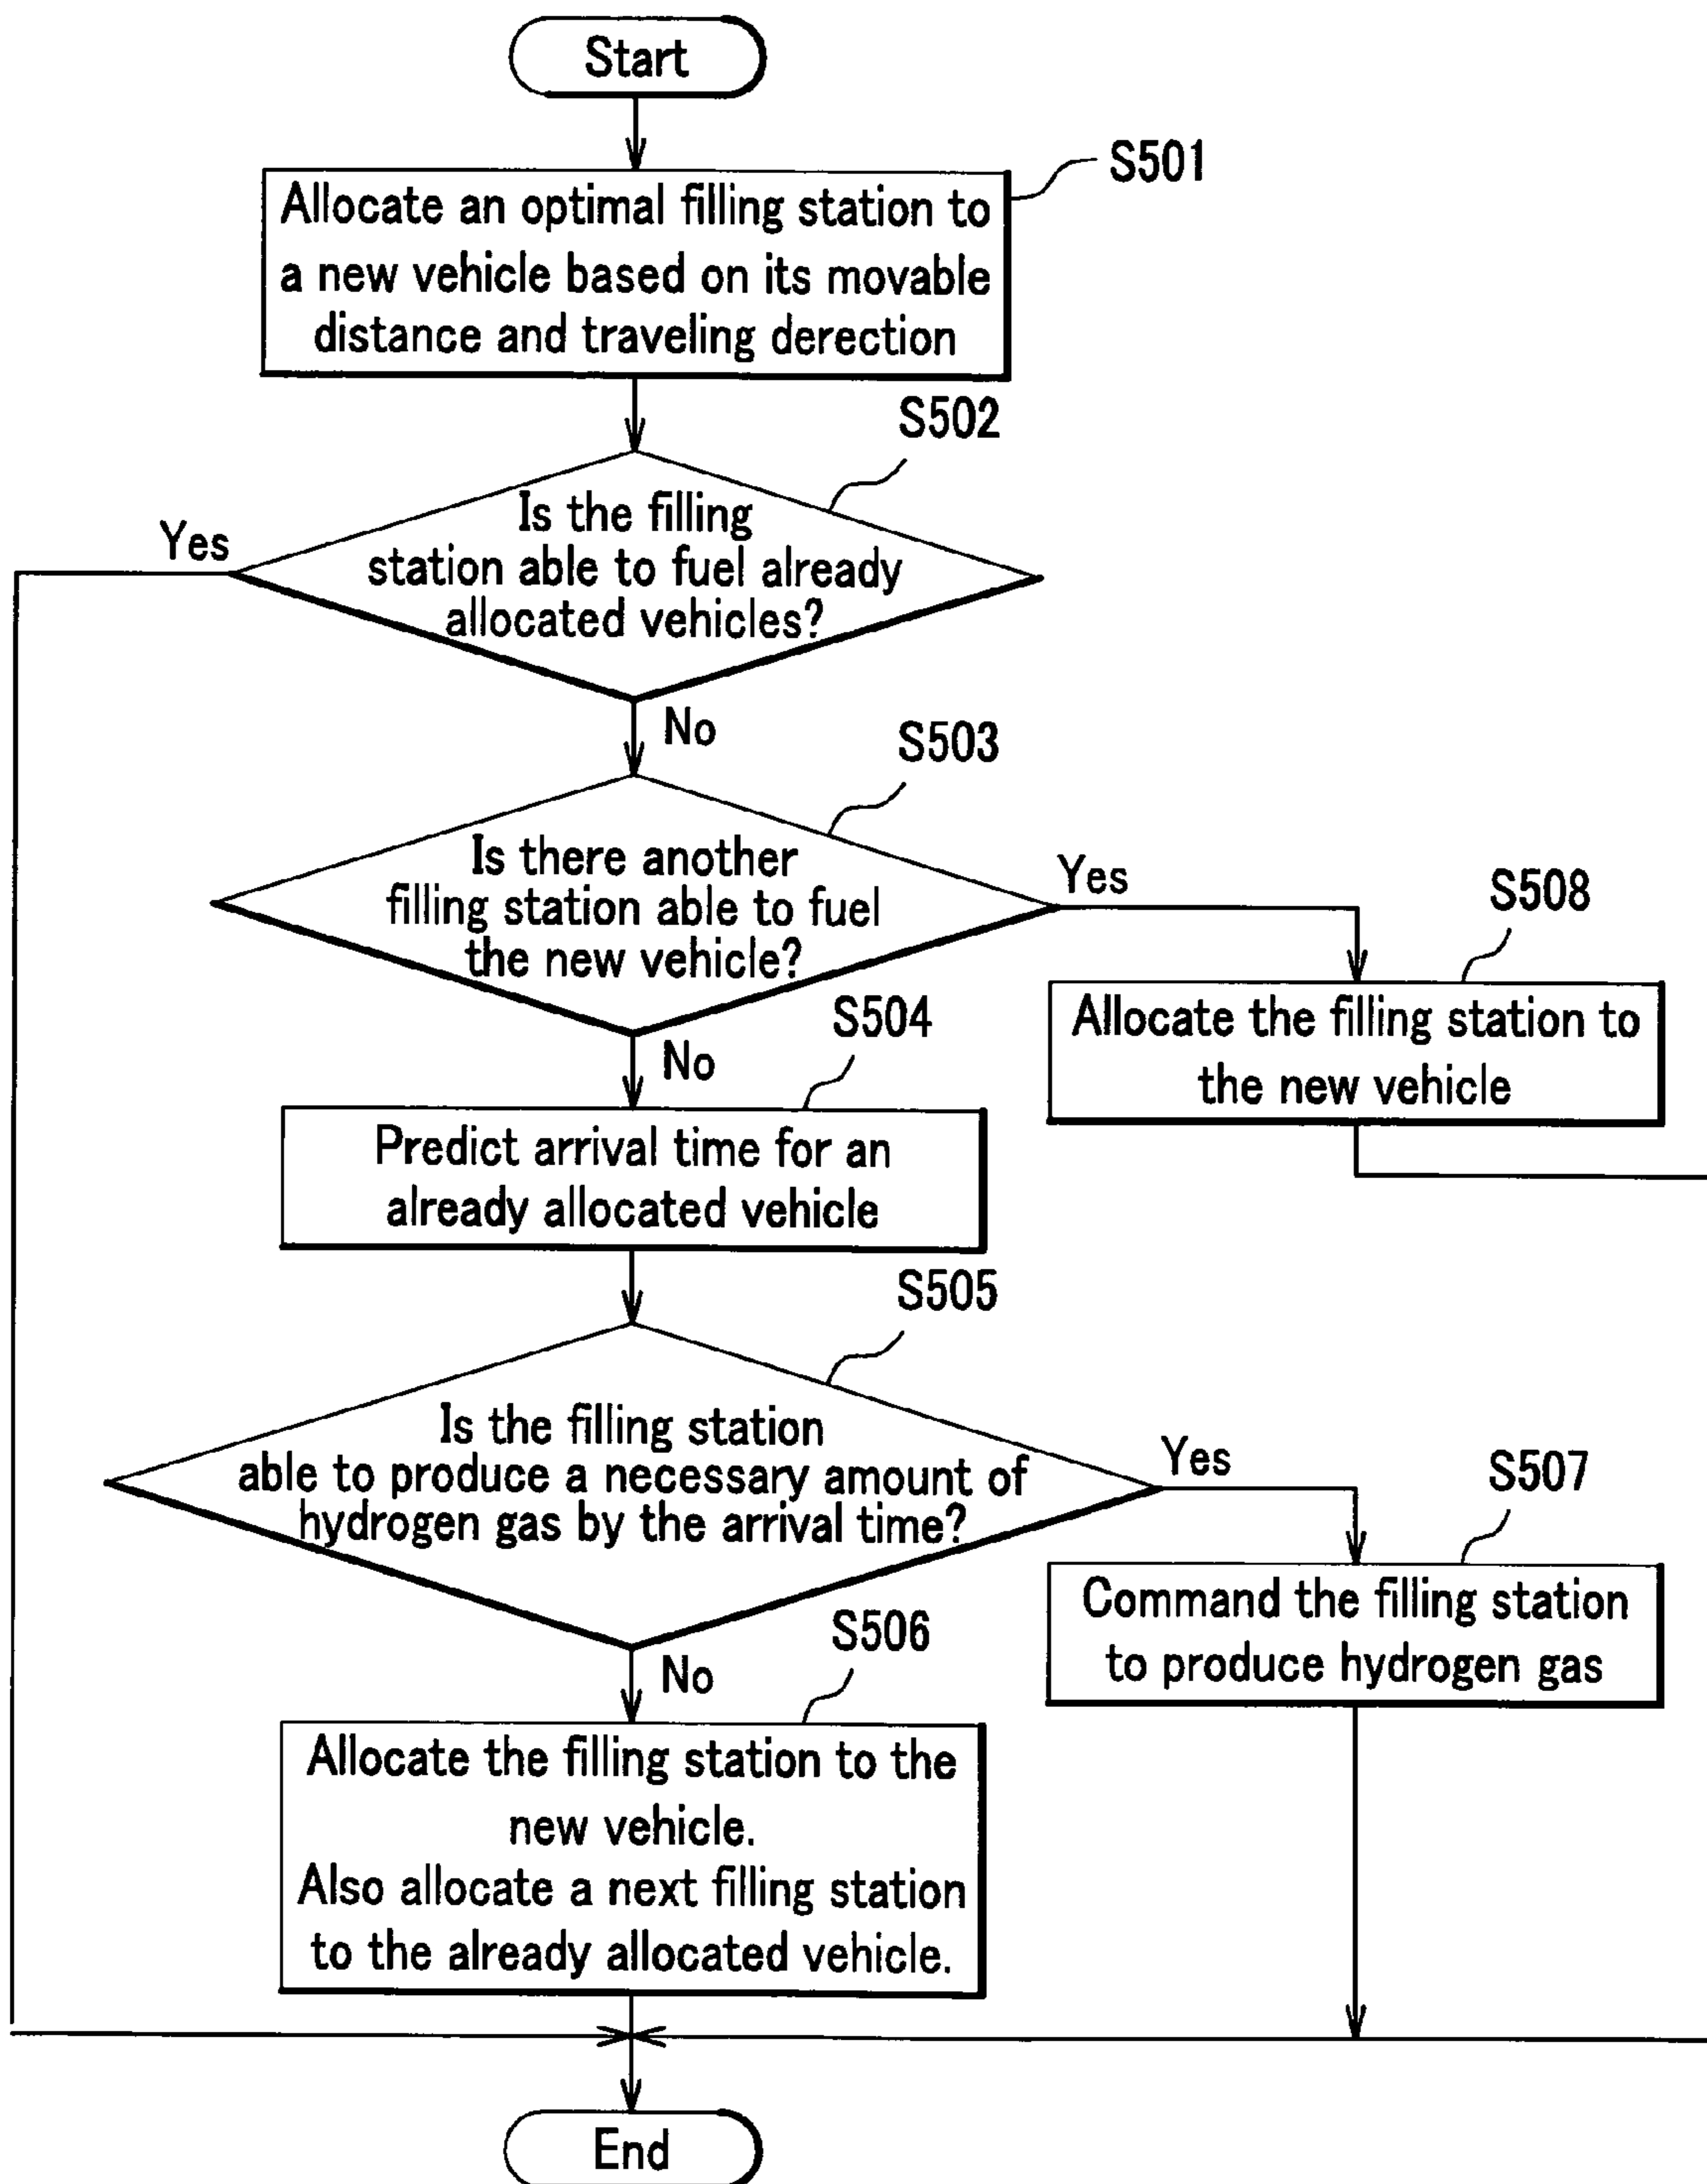 Start
S501
Allocate an optimal filling station to
a new vehicle based on its movable
distance and traveling derection
S502
Yes
Is the filling
station able to fuel already
allocated vehicles?
No
S503
Is there another
filling station able to fuel
the new vehicle?
Yes
S508
Allocate the filling station to
the new vehicle
No
S504
Predict arrival time for an
already allocated vehicle
S505
Is the filling station
able to produce a necessary amount of
hydrogen gas by the arrival time?
Yes
S507
Command the filling station
to produce hydrogen gas
No
S506
Allocate the filling station to the
new vehicle.
Also allocate a next filling station
to the already allocated vehicle.
End